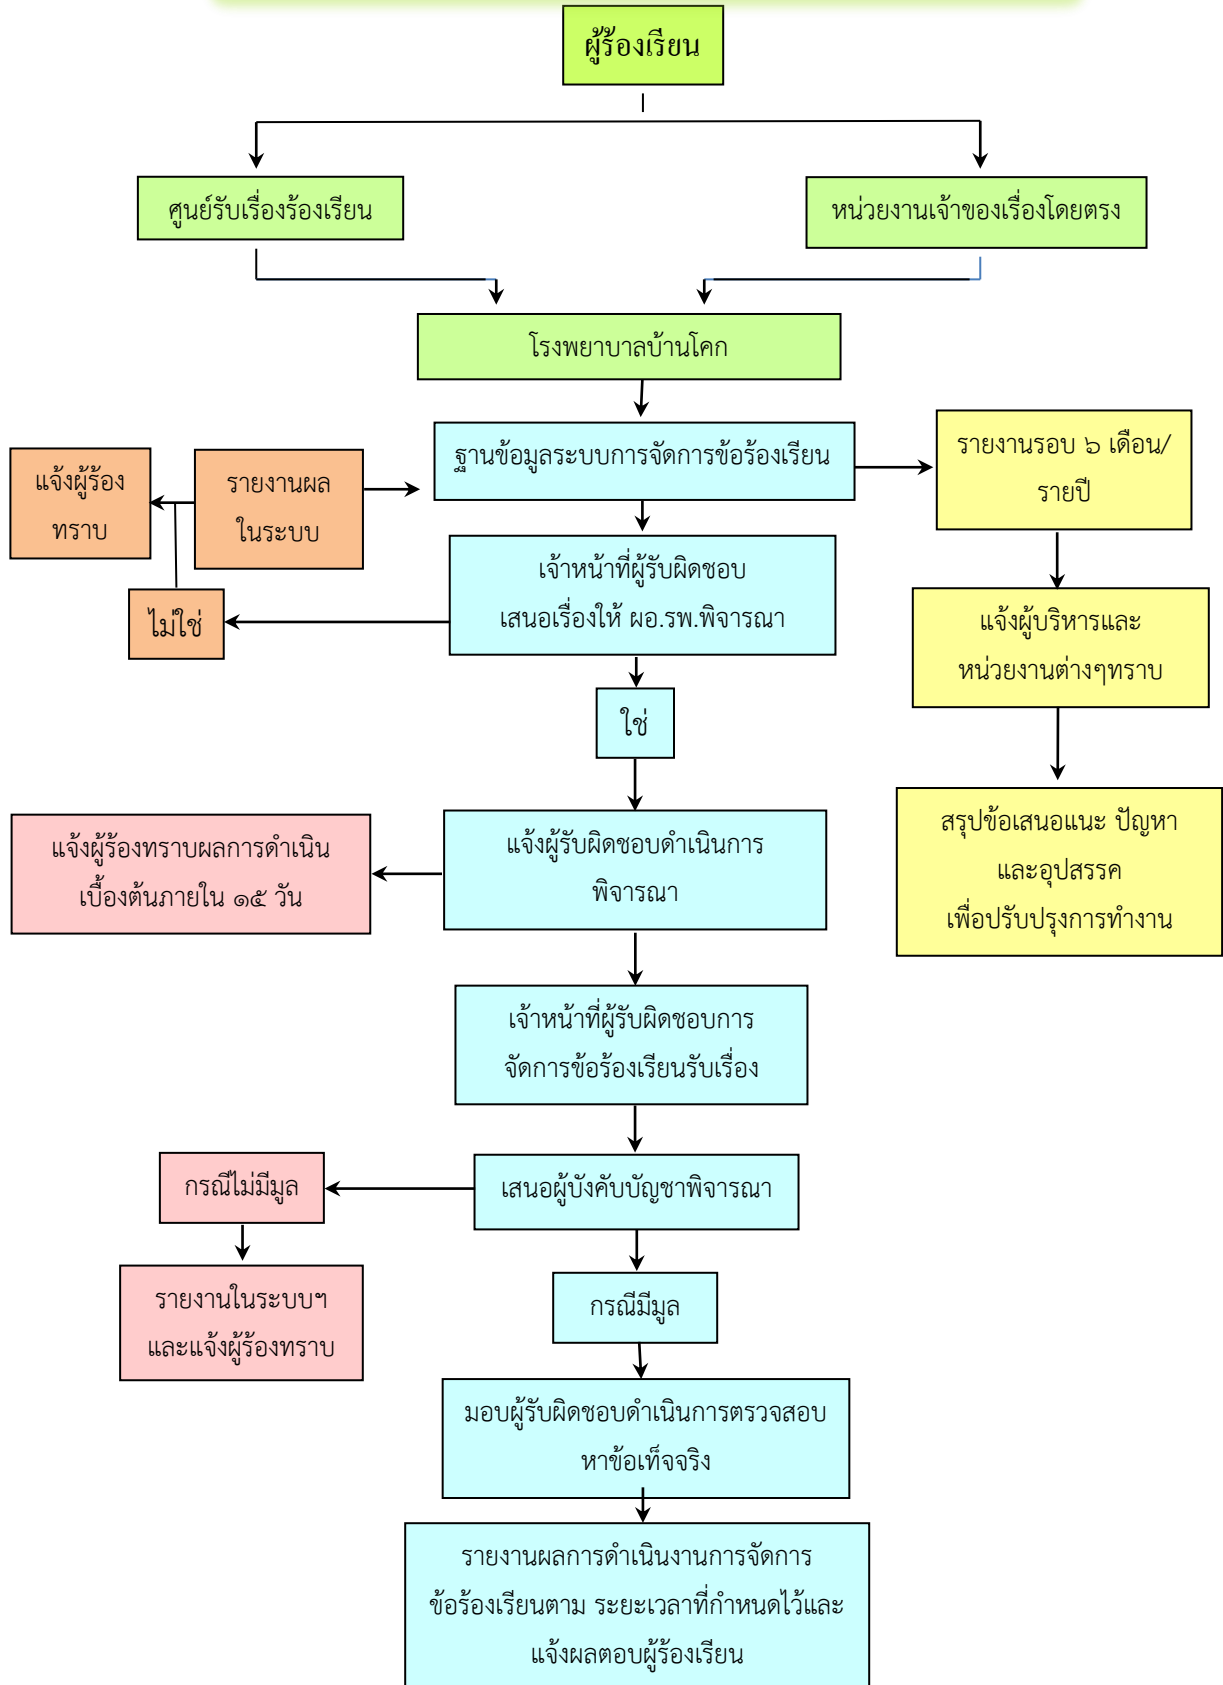 ผู้ร้องเรียน
ศูนย์รับเรื่องร้องเรียน
หน่วยงานเจ้าของเรื่องโดยตรง
โรงพยาบาลบ้านโคก
ฐานข้อมูลระบบการจัดการข้อร้องเรียน
รายงานรอบ ๖ เดือน/
รายปี
แจ้งผู้ร้อง
ทราบ
รายงานผล
ในระบบ
เจ้าหน้าที่ผู้รับผิดชอบ
เสนอเรื่องให้ ผอ.รพ.พิจารณา
ไม่ใช่
แจ้งผู้บริหารและ
หน่วยงานต่างๆทราบ
ใช่
สรุปข้อเสนอแนะ ปัญหา
และอุปสรรค
เพื่อปรับปรุงการทำงาน
แจ้งผู้ร้องทราบผลการดำเนิน
เบื้องต้นภายใน ๑๕ วัน
แจ้งผู้รับผิดชอบดำเนินการ
พิจารณา
เจ้าหน้าที่ผู้รับผิดชอบการ
จัดการข้อร้องเรียนรับเรื่อง
กรณีไม่มีมูล
เสนอผู้บังคับบัญชาพิจารณา
รายงานในระบบฯ
และแจ้งผู้ร้องทราบ
กรณีมีมูล
มอบผู้รับผิดชอบดำเนินการตรวจสอบ
หาข้อเท็จจริง
รายงานผลการดำเนินงานการจัดการ
ข้อร้องเรียนตาม ระยะเวลาที่กำหนดไว้และ
แจ้งผลตอบผู้ร้องเรียน